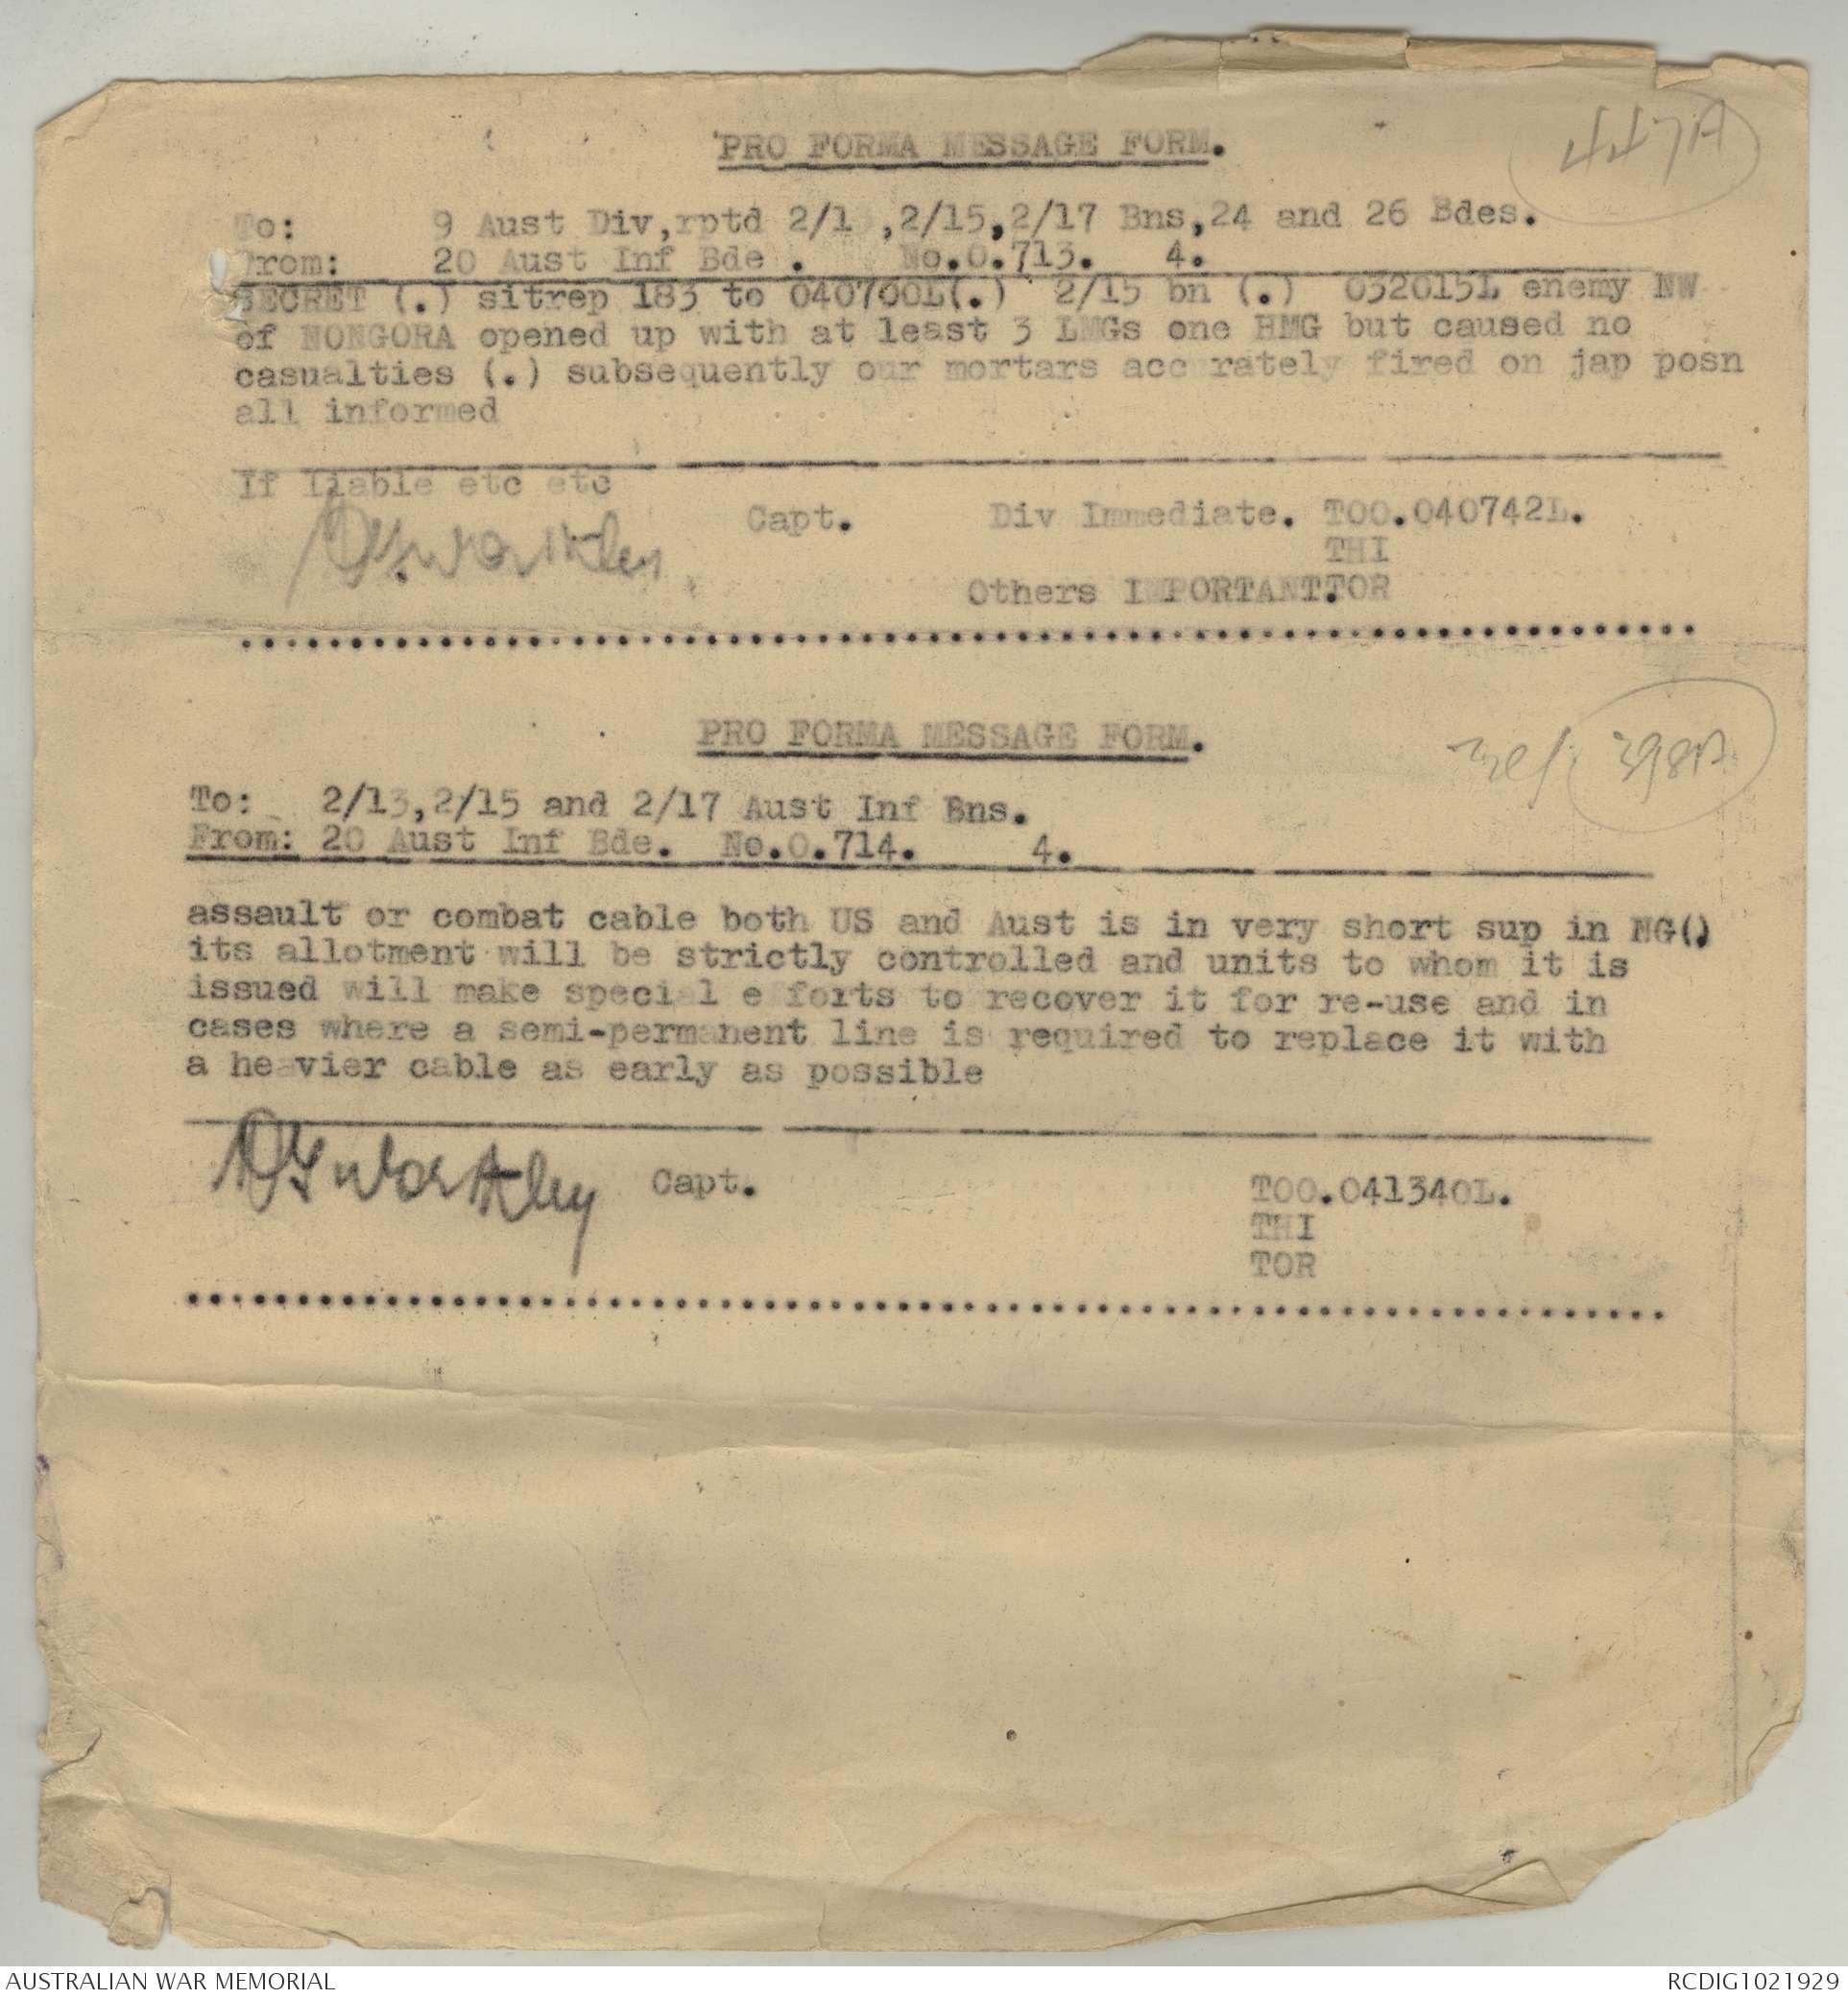 PRO FORMA MESSAGE FORM.
447A
To: 9 Aust Div,rptd 2/1 ,2/15,2/17 Bns,24 and 26 Bdes.
From: 20 Aust Inf Bde . No.O.713. 4.
SECRET (.) sitrep 183 to 040700L(.) 2/15 bn (.) 032015L enemy NW
of NONGORA opened up with at least 3 LMGs one HMG but caused no
casualties (.) subsequently our mortars acc rately fired on jap posn
all informed
If liable etc etc
Capt. Div Immediate. TOO.040742L.
THI
Others IMPORTANT.TOR
PRO FORMA MESSAGE FORM.
ref. 398A
To: 2/13,2/15 and 2/17 Aust Inf Bns.
From: 20 Aust Inf Bde. No.O.714. 4.
assault or combat cable both US and Aust is in very short sup in NG()
its allotment will be strictly controlled and units to whom it is
issued will make special efforts to recover it for re-use and in
cases where a semi-permanent line is required to replace it with
a heavier cable as early as possible
Capt. TOO.041340L.
THI
TOR
AUSTRALIAN WAR MEMORIAL RCDIG1021929